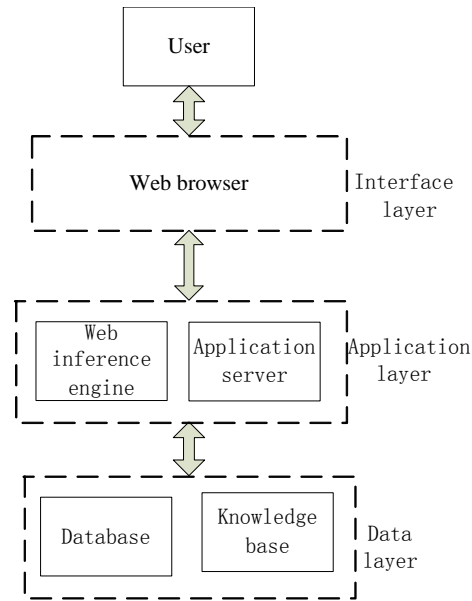 User
Web browser
Interface
layer
Web
inference
engine
Application
server
Application
layer
Database
Knowledge
base
Data
layer